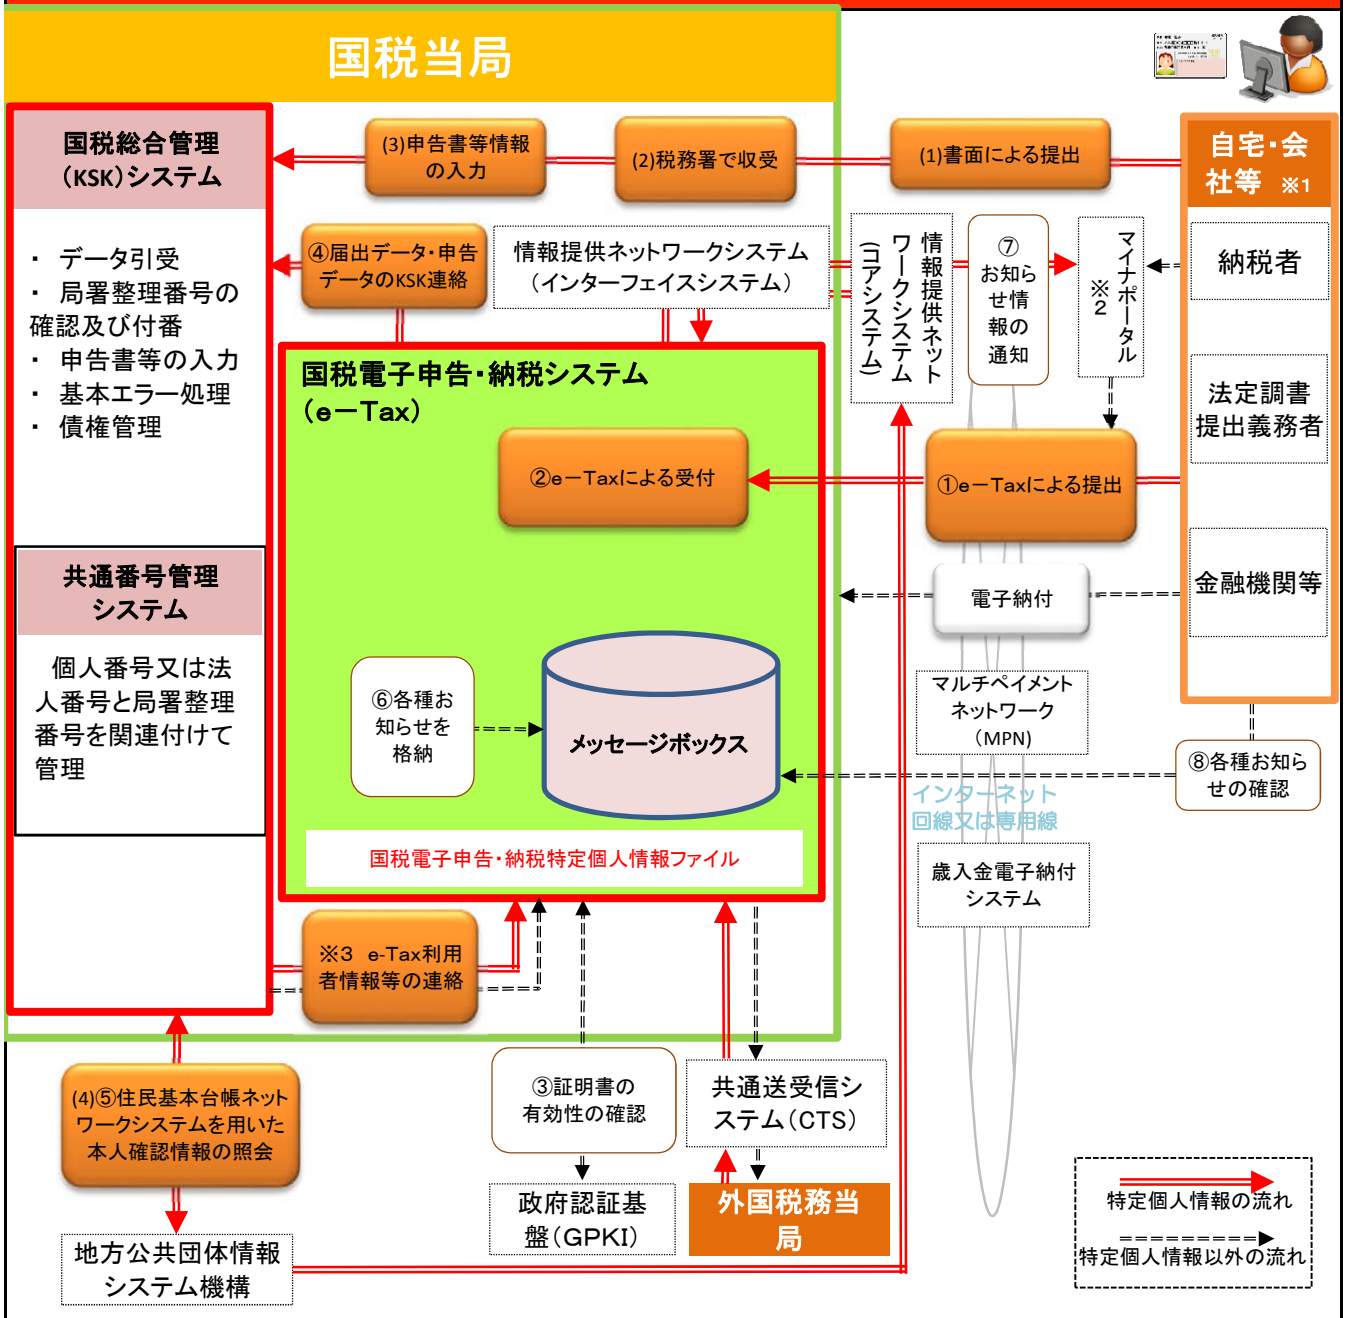 国税当局
国税総合管理
（KSK）システム
・ データ引受
・ 局署整理番号の
確認及び付番
・ 申告書等の入力
・ 基本エラー処理
・ 債権管理
共通番号管理
システム
個人番号又は法
人番号と局署整理
番号を関連付けて
管理
(3)申告書等情報
の入力
(2)税務署で収受
(1)書面による提出
自宅・会
社等 ※1
納税者
法定調書
提出義務者
金融機関等
④届出データ・申告
データのKSK連絡
情報提供ネットワークシステム
（インターフェイスシステム）
情報提供ネット
ワークシステム
（コアシステム）
⑦
お知ら
せ情
報の
通知
マイナポータル
※2
国税電子申告・納税システム
（e－Tax）
②e－Taxによる受付
①e－Taxによる提出
電子納付
⑥各種お
知らせを
格納
メッセージボックス
マルチペイメント
ネットワーク
（MPN)
⑧各種お知ら
せの確認
インターネット
回線又は専用線
国税電子申告・納税特定個人情報ファイル
歳入金電子納付
システム
※3 e-Tax利用
者情報等の連絡
(4)⑤住民基本台帳ネット
ワークシステムを用いた
本人確認情報の照会
③証明書の
有効性の確認
共通送受信シ
ステム（CTS）
政府認証基
盤（GPKI）
外国税務当
局
地方公共団体情報
システム機構
特定個人情報の流れ
特定個人情報以外の流れ